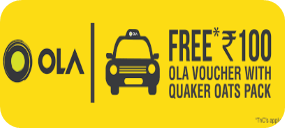 OLA
FREE* ₹100
OLA VOUCHER WITH
QUAKER OATS PACK
*T&C's apply